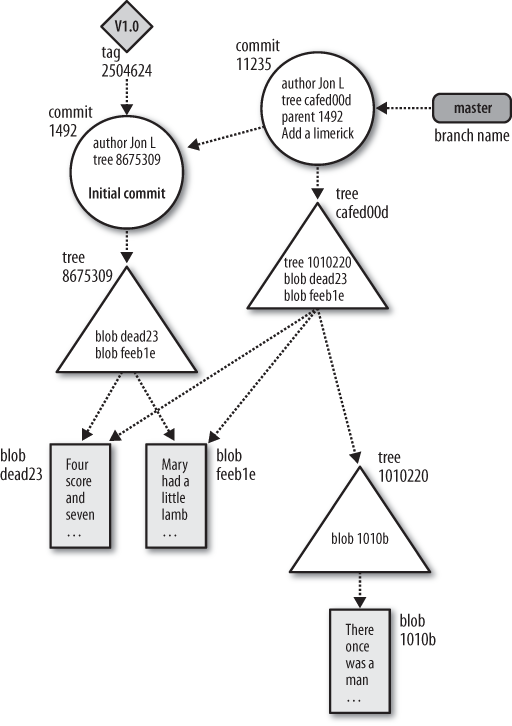 V1.0
tag
2504624
commit
11235
author Jon L
tree cafed00d
parent 1492
Add a limerick
master
branch name
commit
1492
author Jon L
tree 8675309
Initial commit
tree
cafed00d
tree 1010220
blob dead23
blob feeb1e
tree
8675309
blob dead23
blob feeb1e
blob
dead23
Four
score
and
seven
...
Mary
had a
little
lamb
...
blob
feeb1e
tree
1010220
blob 1010b
There
once
was a
man
...
blob
1010b